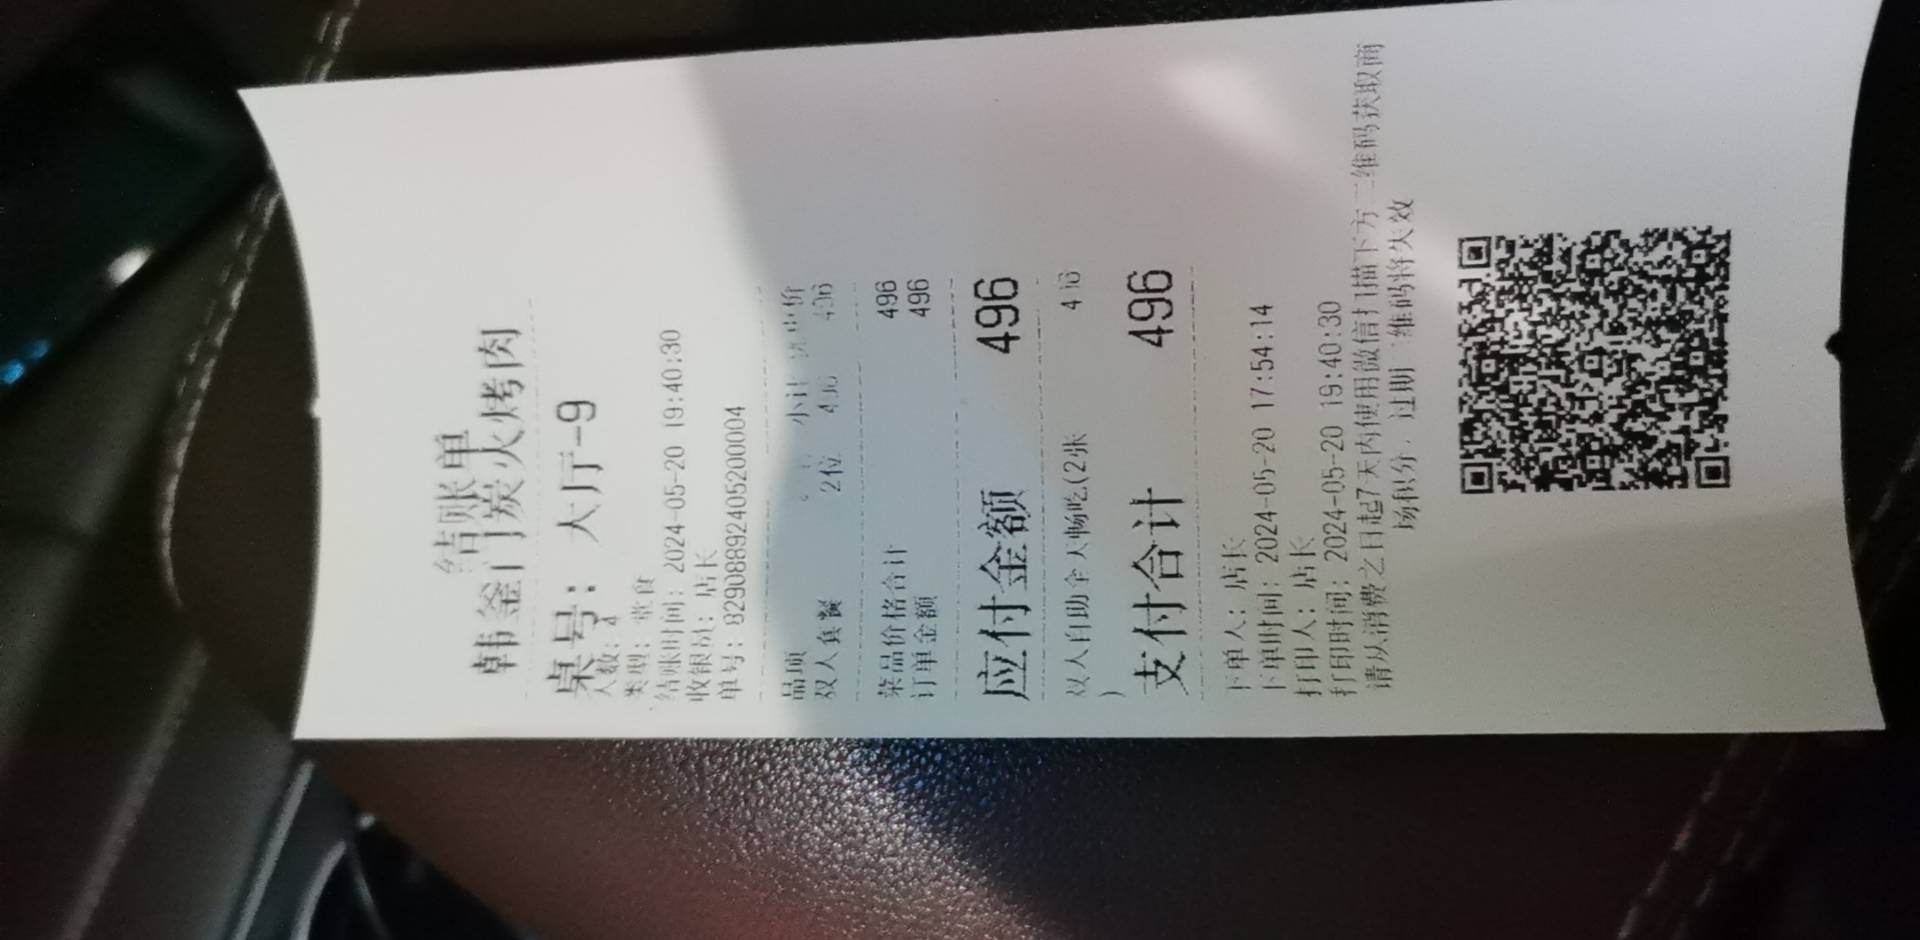 结账单
韩釜门炭火烤肉
桌号: 大厅-9
人数: 4
类型: 堂食
结账时间: 2024-05-20 19:40:30
收银员: 店长
单号: 82908892405200004
品项 小计 优惠价
双人套餐 2位 496 496
菜品价格合计 496
订单金额 496
应付金额 496
双人自助全天畅吃(2张 496
)
支付合计 496
下单人: 店长
下单时间: 2024-05-20 17:54:14
打印人: 店长
打印时间: 2024-05-20 19:40:30
请从消费之日起7天内使用微信扫描下方二维码获取商
场积分，过期二维码将失效